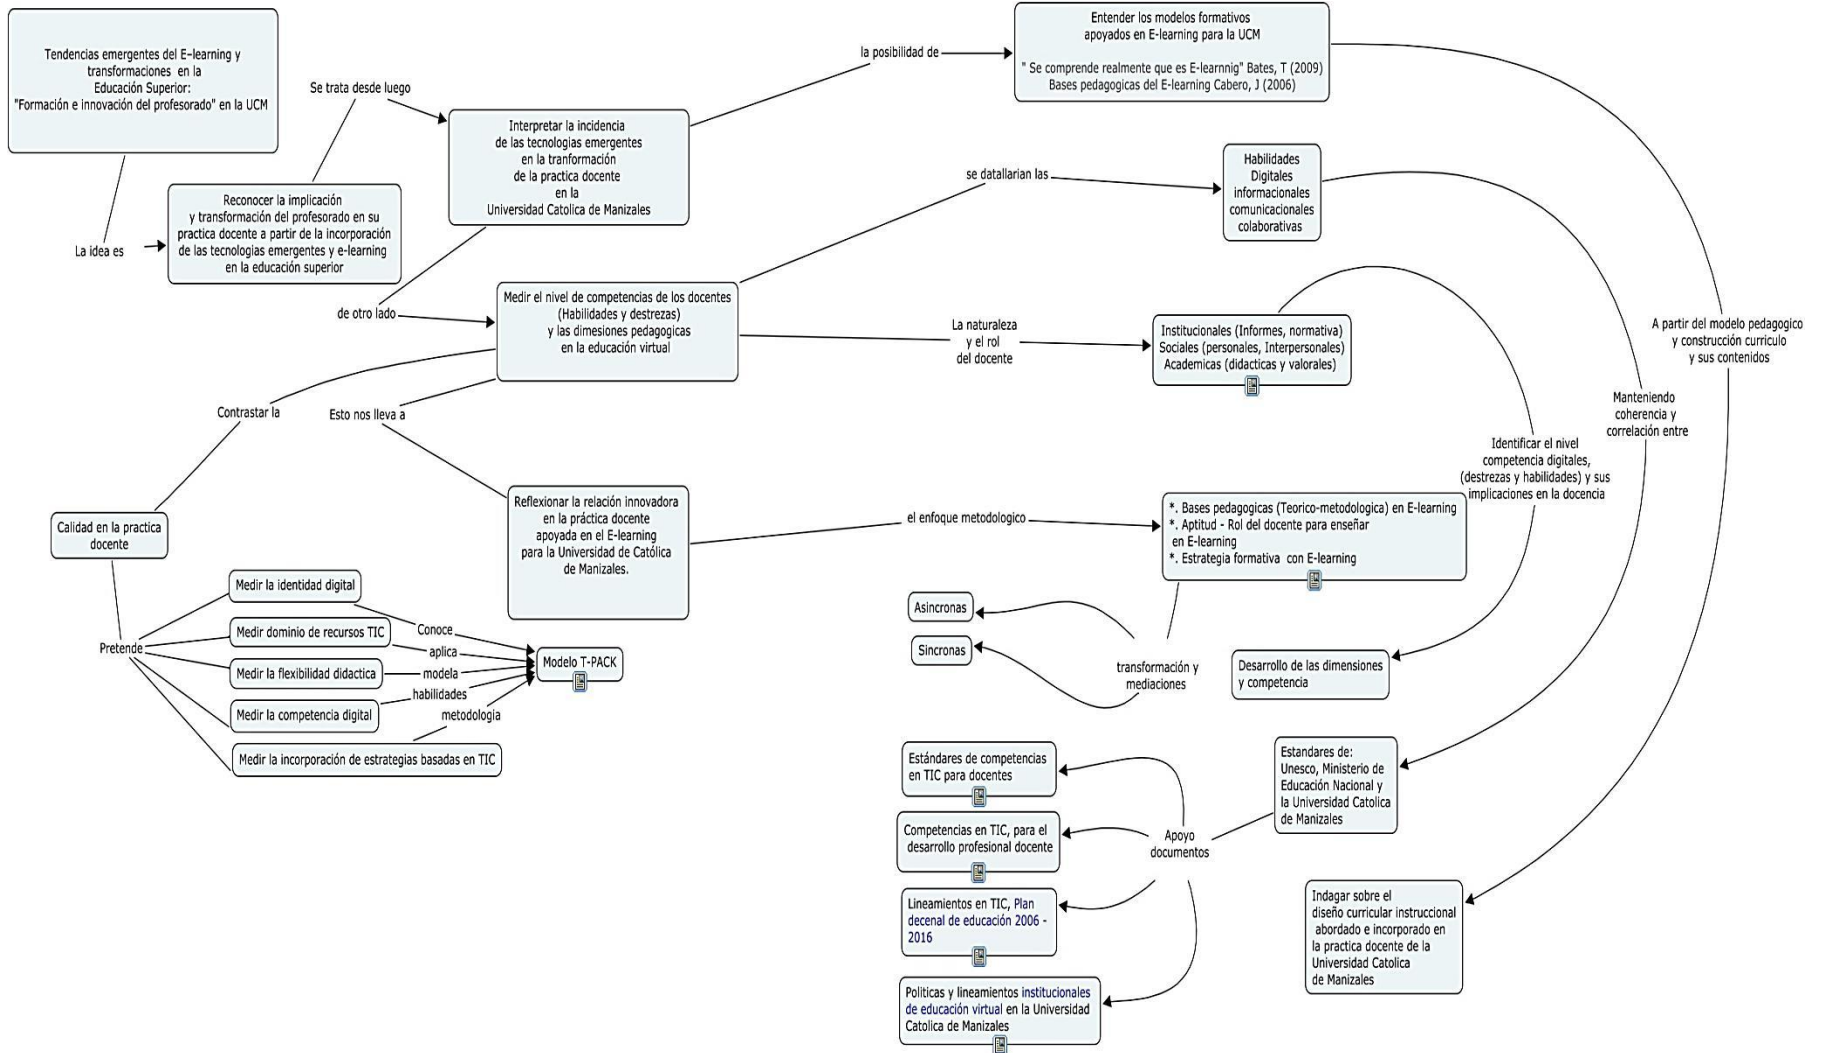 Tendencias emergentes del E-learning y
transformaciones en la
Educación Superior:
"Formación e innovación del profesorado" en la UCM
La idea es
Reconocer la implicación
y transformación del profesorado en su
practica docente a partir de la incorporación
de las tecnologias emergentes y e-learning
en la educación superior
Se trata desde luego
Interpretar la incidencia
de las tecnologias emergentes
en la tranformación
de la practica docente
en la
Universidad Catolica de Manizales
la posibilidad de
Entender los modelos formativos
apoyados en E-learning para la UCM
" Se comprende realmente que es E-learnnig" Bates, T (2009)
Bases pedagogicas del E-learning Cabero, J (2006)
A partir del modelo pedagogico
y construcción curriculo
y sus contenidos
Indagar sobre el
diseño curricular instruccional
abordado e incorporado en
la practica docente de la
Universidad Catolica
de Manizales
de otro lado
Medir el nivel de competencias de los docentes
(Habilidades y destrezas)
y las dimesiones pedagogicas
en la educación virtual
se datallarian las
Habilidades
Digitales
informacionales
comunicacionales
colaborativas
Manteniendo
coherencia y
correlación entre
Estandares de:
Unesco, Ministerio de
Educación Nacional y
la Universidad Catolica
de Manizales
Apoyo
documentos
Estándares de competencias
en TIC para docentes
Competencias en TIC, para el
desarrollo profesional docente
Lineamientos en TIC, Plan
decenal de educación 2006 -
2016
Politicas y lineamientos institucionales
de educación virtual en la Universidad
Catolica de Manizales
La naturaleza
y el rol
del docente
Institucionales (Informes, normativa)
Sociales (personales, Interpersonales)
Academicas (didacticas y valorales)
Identificar el nivel
competencia digitales,
(destrezas y habilidades) y sus
implicaciones en la docencia
Desarrollo de las dimensiones
y competencia
Esto nos lleva a
Reflexionar la relación innovadora
en la práctica docente
apoyada en el E-learning
para la Universidad de Católica
de Manizales.
el enfoque metodologico
*. Bases pedagogicas (Teorico-metodologica) en E-learning
*. Aptitud - Rol del docente para enseñar
en E-learning
*. Estrategia formativa con E-learning
transformación y
mediaciones
Asincronas
Sincronas
Contrastar la
Calidad en la practica
docente
Pretende
Medir la identidad digital
Medir dominio de recursos TIC
Medir la flexibilidad didactica
Medir la competencia digital
Medir la incorporación de estrategias basadas en TIC
Conoce
aplica
modela
habilidades
metodologia
Modelo T-PACK